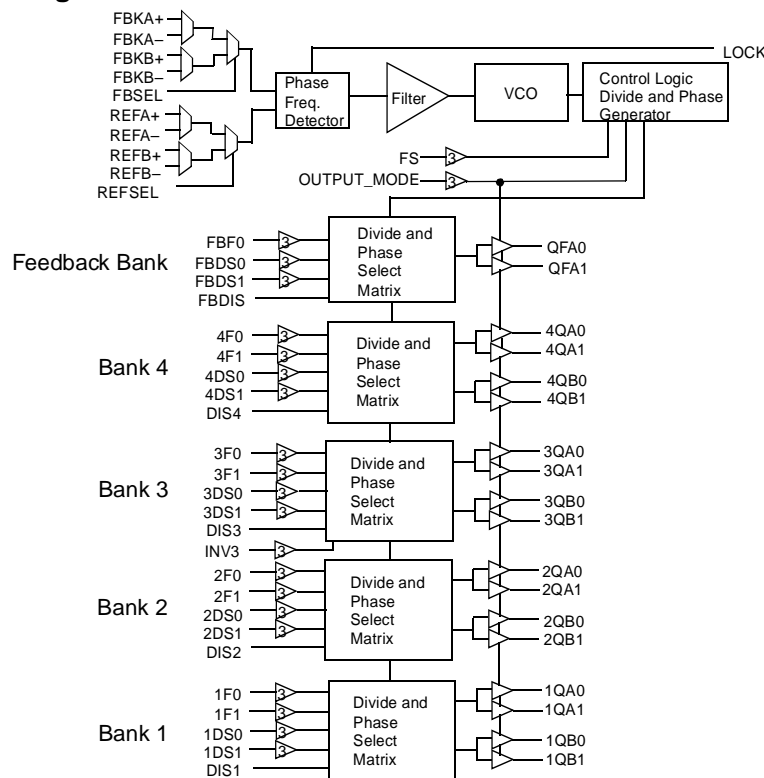 FBKA+
FBKA–
FBKB+
FBKB–
FBSEL
REFA+
REFA–
REFB+
REFB–
REFSEL
Phase
Freq.
Detector
Filter
VCO
Control Logic
Divide and Phase
Generator
LOCK
FS
3
OUTPUT_MODE
3
Feedback Bank
FBF0
3
FBDS0
3
FBDS1
3
FBDIS
Divide and
Phase
Select
Matrix
QFA0
QFA1
Bank 4
4F0
3
4F1
3
4DS0
3
4DS1
3
DIS4
Divide and
Phase
Select
Matrix
4QA0
4QA1
4QB0
4QB1
Bank 3
3F0
3
3F1
3
3DS0
3
3DS1
3
DIS3
INV3
3
Divide and
Phase
Select
Matrix
3QA0
3QA1
3QB0
3QB1
Bank 2
2F0
3
2F1
3
2DS0
3
2DS1
3
DIS2
Divide and
Phase
Select
Matrix
2QA0
2QA1
2QB0
2QB1
Bank 1
1F0
3
1F1
3
1DS0
3
1DS1
3
DIS1
Divide and
Phase
Select
Matrix
1QA0
1QA1
1QB0
1QB1